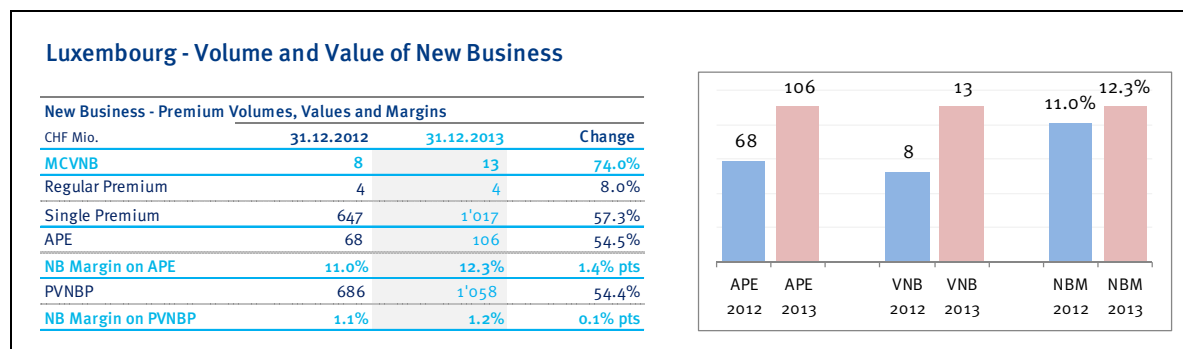 Luxembourg - Volume and Value of New Business
New Business - Premium Volumes, Values and Margins
CHF Mio. 31.12.2012 31.12.2013 Change
MCVNB 8 13 74.0%
Regular Premium 4 4 8.0%
Single Premium 647 1'017 57.3%
APE 68 106 54.5%
NB Margin on APE 11.0% 12.3% 1.4% pts
PVNBP 686 1'058 54.4%
NB Margin on PVNBP 1.1% 1.2% 0.1% pts
68 106 8 13 11.0% 12.3%
APE APE VNB VNB NBM NBM
2012 2013 2012 2013 2012 2013